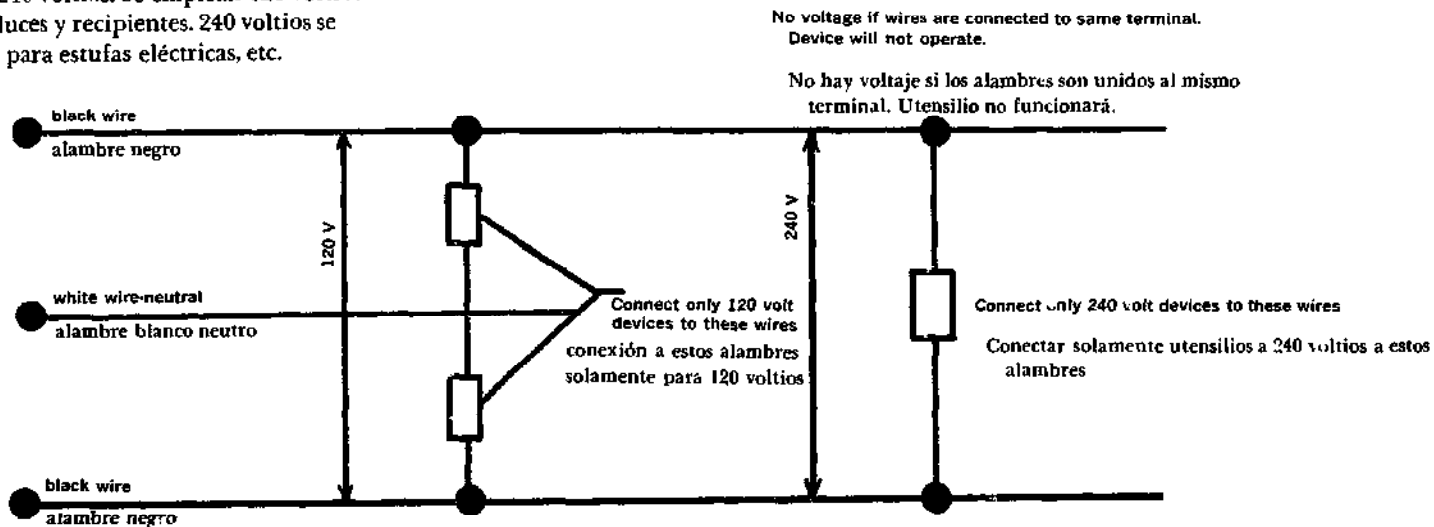 luces y recipientes. 240 voltios se
para estufas eléctricas, etc.
No voltage if wires are connected to same terminal.
Device will not operate.
No hay voltaje si los alambres son unidos al mismo
terminal. Utensilio no funcionará.
black wire
alambre negro
120 V
240 V
white wire-neutral
alambre blanco neutro
Connect only 120 volt
devices to these wires
conexión a estos alambres
solamente para 120 voltios
Connect only 240 volt devices to these wires
Conectar solamente utensilios a 240 voltios a estos
alambres
black wire
alambre negro